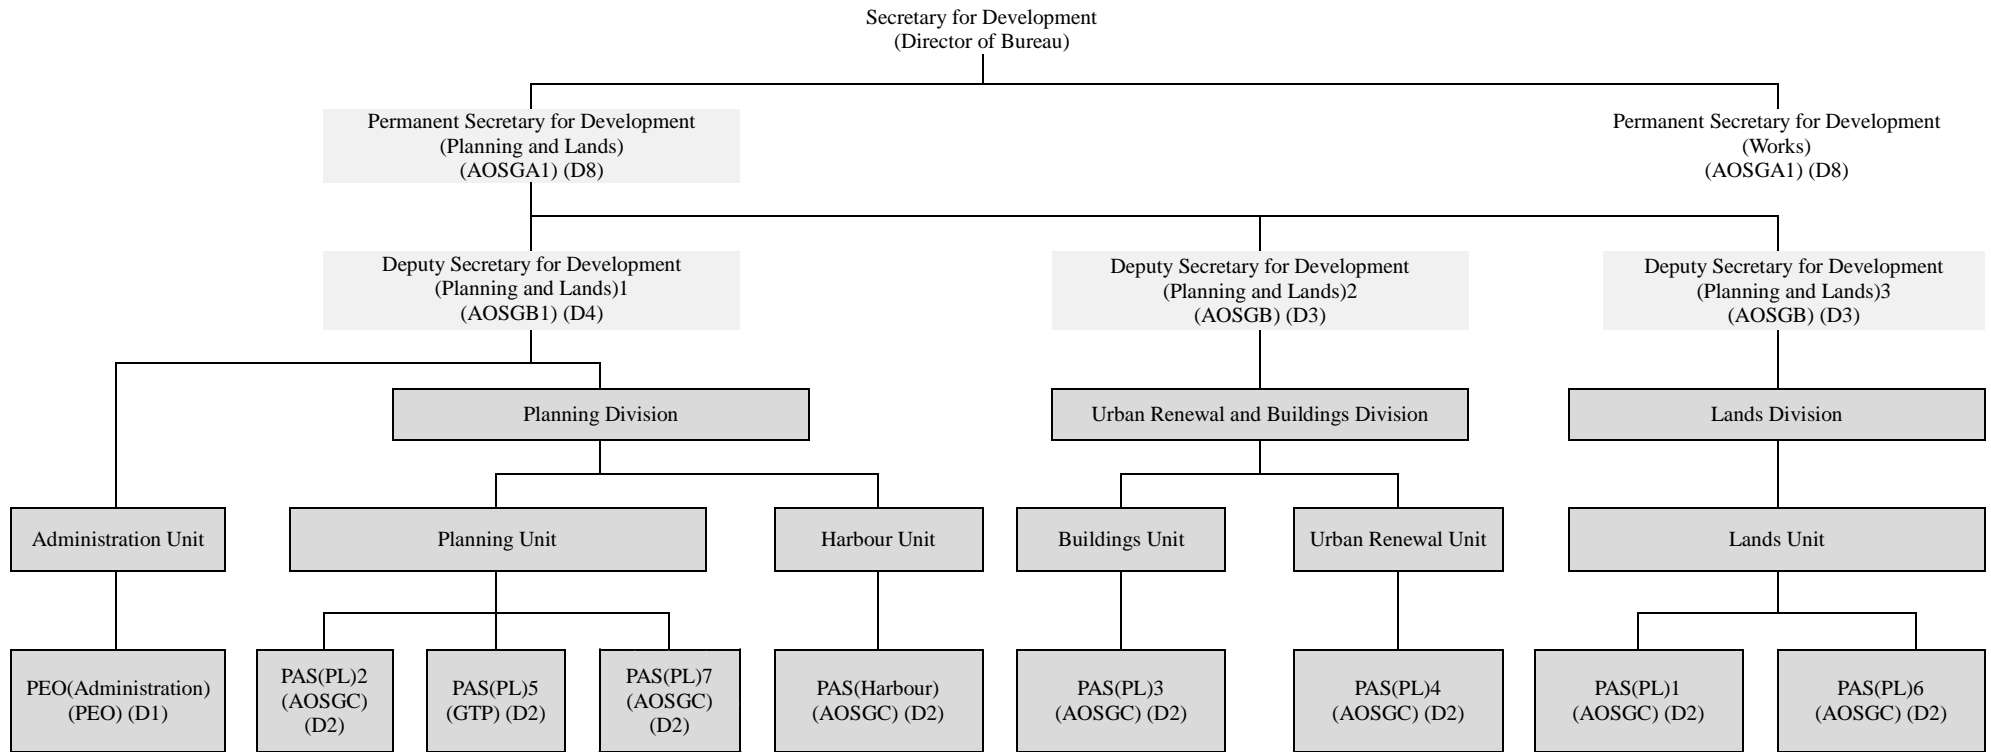 Secretary for Development
(Director of Bureau)
Permanent Secretary for Development
(Planning and Lands)
(AOSGA1) (D8)
Permanent Secretary for Development
(Works)
(AOSGA1) (D8)
Deputy Secretary for Development
(Planning and Lands)1
(AOSGB1) (D4)
Deputy Secretary for Development
(Planning and Lands)2
(AOSGB) (D3)
Deputy Secretary for Development
(Planning and Lands)3
(AOSGB) (D3)
Planning Division
Urban Renewal and Buildings Division
Lands Division
Administration Unit
Planning Unit
Harbour Unit
Buildings Unit
Urban Renewal Unit
Lands Unit
PEO(Administration)
(PEO) (D1)
PAS(PL)2
(AOSGC)
(D2)
PAS(PL)5
(GTP) (D2)
PAS(PL)7
(AOSGC)
(D2)
PAS(Harbour)
(AOSGC) (D2)
PAS(PL)3
(AOSGC) (D2)
PAS(PL)4
(AOSGC) (D2)
PAS(PL)1
(AOSGC) (D2)
PAS(PL)6
(AOSGC) (D2)